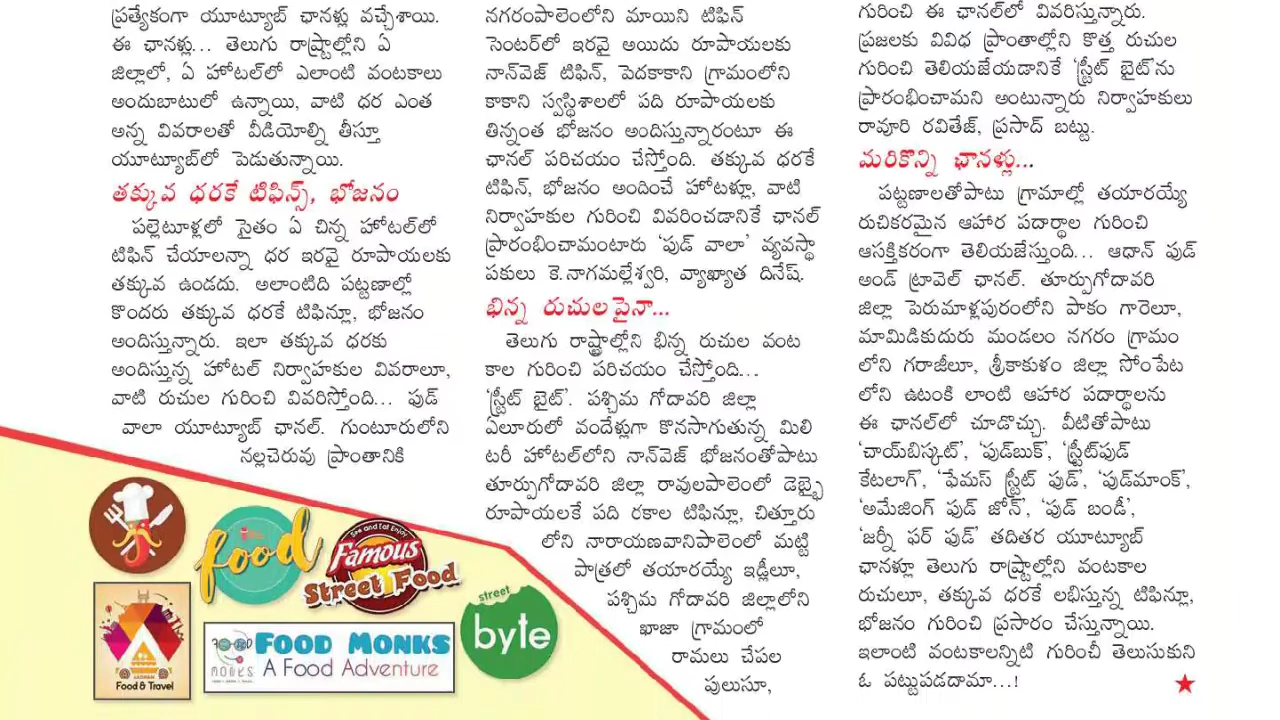 ప్రత్యేకంగా యూట్యూబ్ ఛానళ్లు వచ్చేశాయి.
ఈ ఛానళ్లు... తెలుగు రాష్ట్రాల్లోని ఏ
జిల్లాలో, ఏ హోటల్‌లో ఎలాంటి వంటకాలు
అందుబాటులో ఉన్నాయి, వాటి ధర ఎంత
అన్న వివరాలతో వీడియోల్ని తీస్తూ
యూట్యూబ్‌లో పెడుతున్నాయి.
తక్కువ ధరకే టిఫిన్స్, భోజనం
పల్లెటూళ్లలో సైతం ఏ చిన్న హోటల్‌లో
టిఫిన్ చేయాలన్నా ధర ఇరవై రూపాయలకు
తక్కువ ఉండదు. అలాంటిది పట్టణాల్లో
కొందరు తక్కువ ధరకే టిఫిన్లూ, భోజనం
అందిస్తున్నారు. ఇలా తక్కువ ధరకు
అందిస్తున్న హోటల్ నిర్వాహకుల వివరాలూ,
వాటి రుచుల గురించి వివరిస్తోంది... ఫుడ్
వాలా యూట్యూబ్ ఛానల్. గుంటూరులోని
నల్లచెరువు ప్రాంతానికి
నగరంపాలెంలోని మాయిని టిఫిన్
సెంటర్‌లో ఇరవై అయిదు రూపాయలకు
నాన్‌వెజ్ టిఫిన్, పెదకాకాని గ్రామంలోని
కాకాని స్వస్థిశాలలో పది రూపాయలకు
తిన్నంత భోజనం అందిస్తున్నారంటూ ఈ
ఛానల్ పరిచయం చేస్తోంది. తక్కువ ధరకే
టిఫిన్, భోజనం అందించే హోటళ్లూ, వాటి
నిర్వాహకుల గురించి వివరించడానికే ఛానల్
ప్రారంభించామంటారు ‘ఫుడ్ వాలా’ వ్యవస్థా
పకులు కె.నాగమల్లేశ్వరి, వ్యాఖ్యాత దినేష్.
భిన్న రుచులపైనా...
తెలుగు రాష్ట్రాల్లోని భిన్న రుచుల వంట
కాల గురించి పరిచయం చేస్తోంది...
‘స్ట్రీట్ బైట్’. పశ్చిమ గోదావరి జిల్లా
ఏలూరులో వందేళ్లుగా కొనసాగుతున్న మిలి
టరీ హోటల్‌లోని నాన్‌వెజ్ భోజనంతోపాటు
తూర్పుగోదావరి జిల్లా రావులపాలెంలో డెబ్భై
రూపాయలకే పది రకాల టిఫిన్లూ, చిత్తూరు
లోని నారాయణవానిపాలెంలో మట్టి
పాత్రలో తయారయ్యే ఇడ్లీలూ,
పశ్చిమ గోదావరి జిల్లాలోని
ఖాజా గ్రామంలో
రామలు చేపల
పులుసూ,
గురించి ఈ ఛానల్‌లో వివరిస్తున్నారు.
ప్రజలకు వివిధ ప్రాంతాల్లోని కొత్త రుచుల
గురించి తెలియజేయడానికే ‘స్ట్రీట్ బైట్’ను
ప్రారంభించామని అంటున్నారు నిర్వాహకులు
రావూరి రవితేజ్, ప్రసాద్ బట్టు.
మరికొన్ని ఛానళ్లు...
పట్టణాలతోపాటు గ్రామాల్లో తయారయ్యే
రుచికరమైన ఆహార పదార్థాల గురించి
ఆసక్తికరంగా తెలియజేస్తుంది... ఆధాన్ ఫుడ్
అండ్ ట్రావెల్ ఛానల్. తూర్పుగోదావరి
జిల్లా పెరుమాళ్లపురంలోని పాకం గారెలూ,
మామిడికుదురు మండలం నగరం గ్రామం
లోని గరాజీలూ, శ్రీకాకుళం జిల్లా సోంపేట
లోని ఉటంకి లాంటి ఆహార పదార్థాలను
ఈ ఛానల్‌లో చూడొచ్చు. వీటితోపాటు
‘చాయ్‌బిస్కట్’, ‘ఫుడ్‌బుక్’, ‘స్ట్రీట్‌ఫుడ్
కేటలాగ్’, ‘ఫేమస్ స్ట్రీట్ ఫుడ్’, ‘ఫుడ్‌మాంక్’,
‘అమేజింగ్ ఫుడ్ జోన్’, ‘ఫుడ్ బండీ’,
‘జర్నీ ఫర్ ఫుడ్’ తదితర యూట్యూబ్
ఛానళ్లూ తెలుగు రాష్ట్రాల్లోని వంటకాల
రుచులూ, తక్కువ ధరకే లభిస్తున్న టిఫిన్లూ,
భోజనం గురించి ప్రసారం చేస్తున్నాయి.
ఇలాంటి వంటకాలన్నిటి గురించీ తెలుసుకుని
ఓ పట్టుపడదామా...!
food
See and Eat Enjoy
Famous
Street Food
street
byte
Food & Travel
MONKS
FOOD MONKS
A Food Adventure